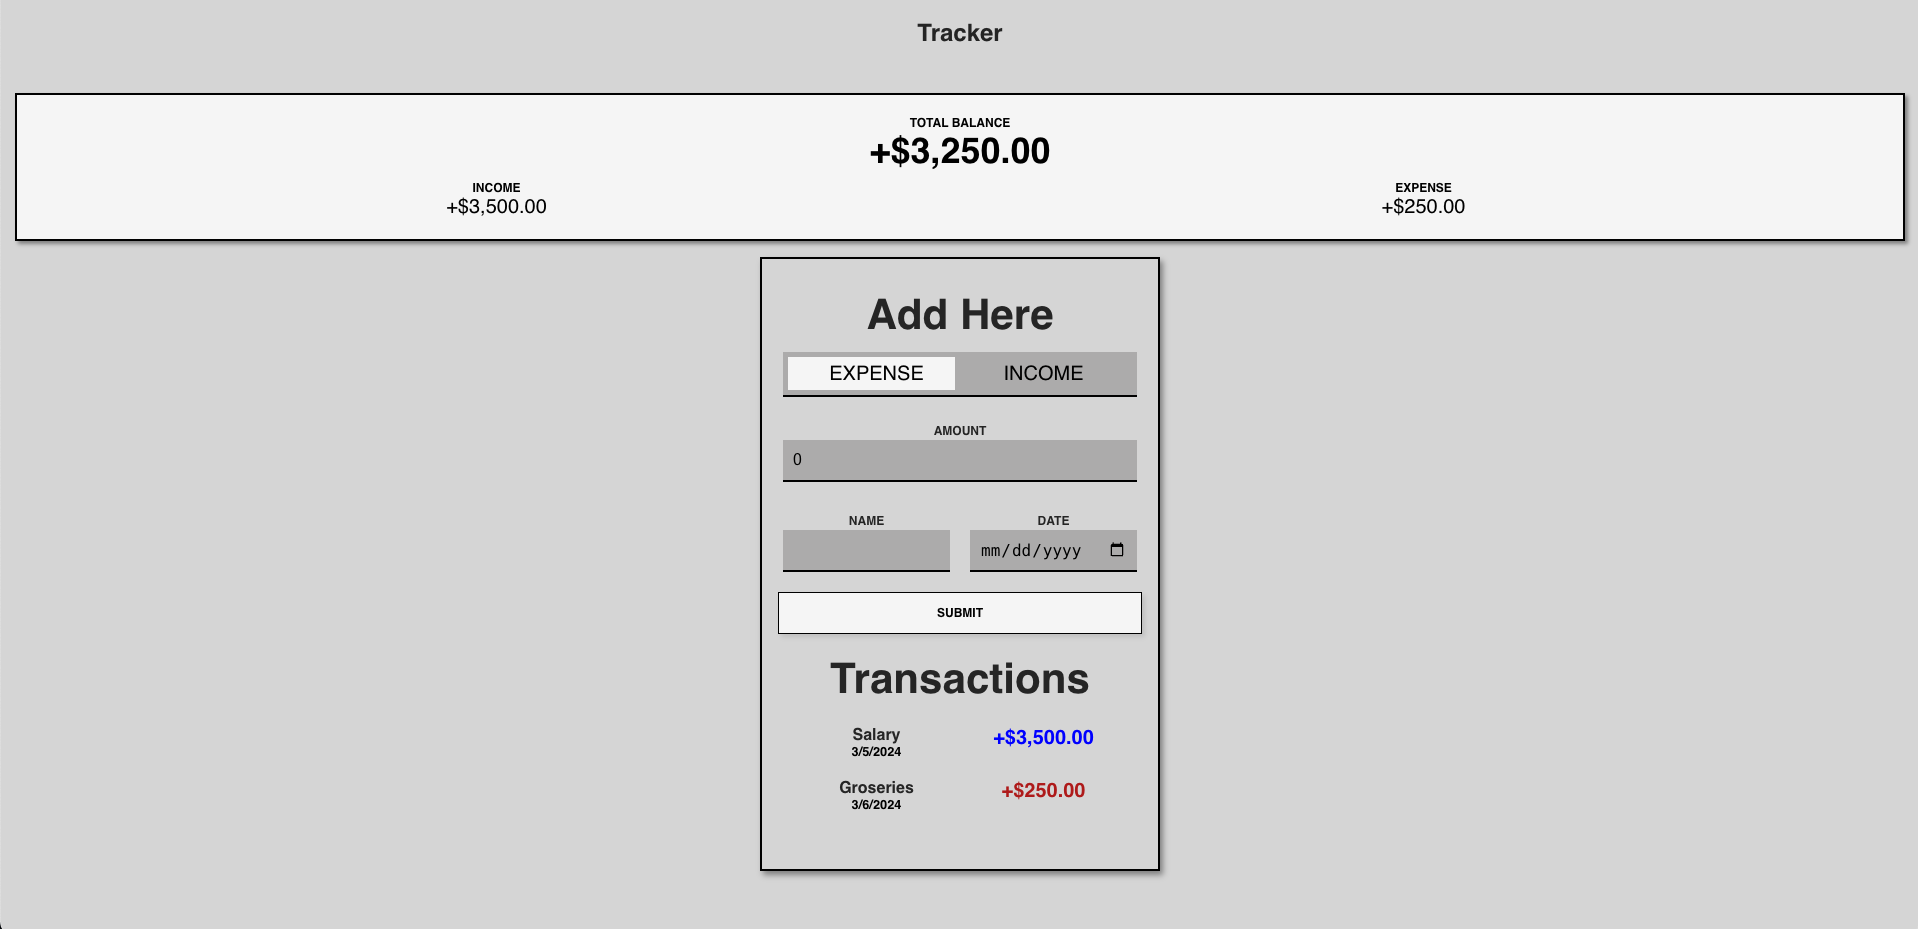 Tracker
TOTAL BALANCE
+$3,250.00
INCOME
+$3,500.00
EXPENSE
+$250.00
Add Here
EXPENSE INCOME
AMOUNT
0
NAME DATE
mm/dd/yyyy
SUBMIT
Transactions
Salary +$3,500.00
3/5/2024
Groseries +$250.00
3/6/2024